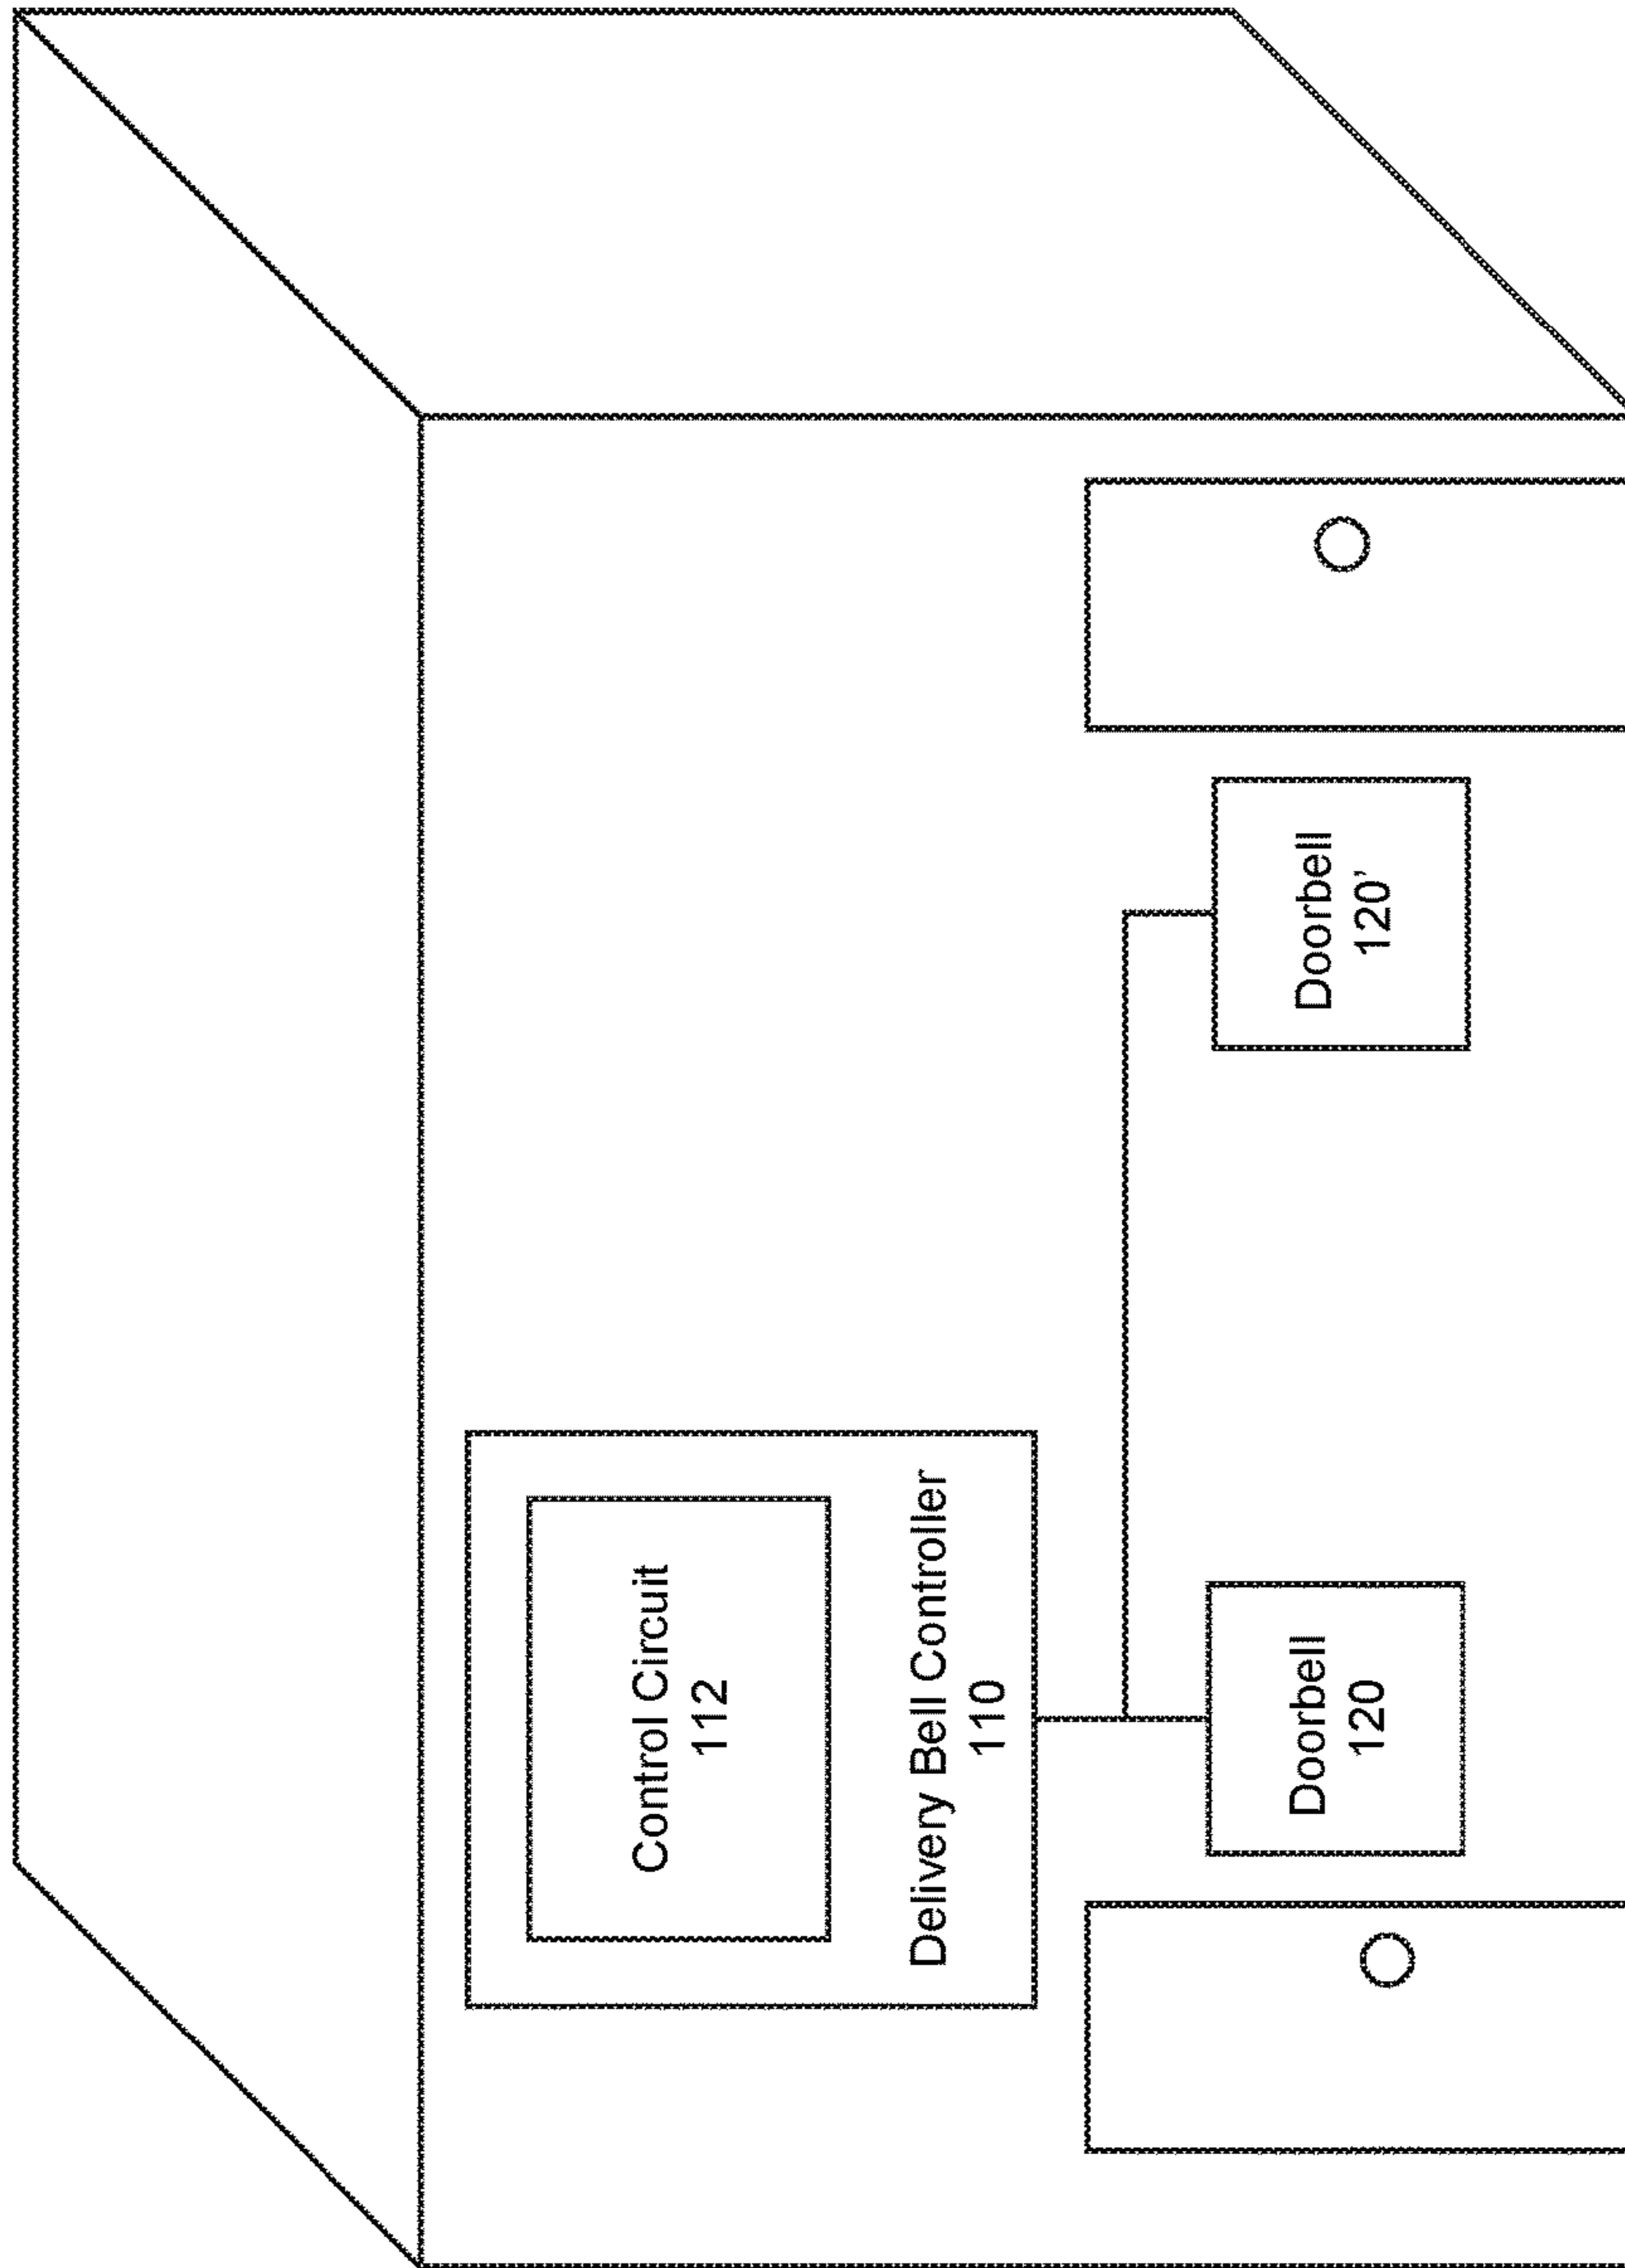 Control Circuit
112
Delivery Bell Controller
110
Doorbell
120
Doorbell
120'